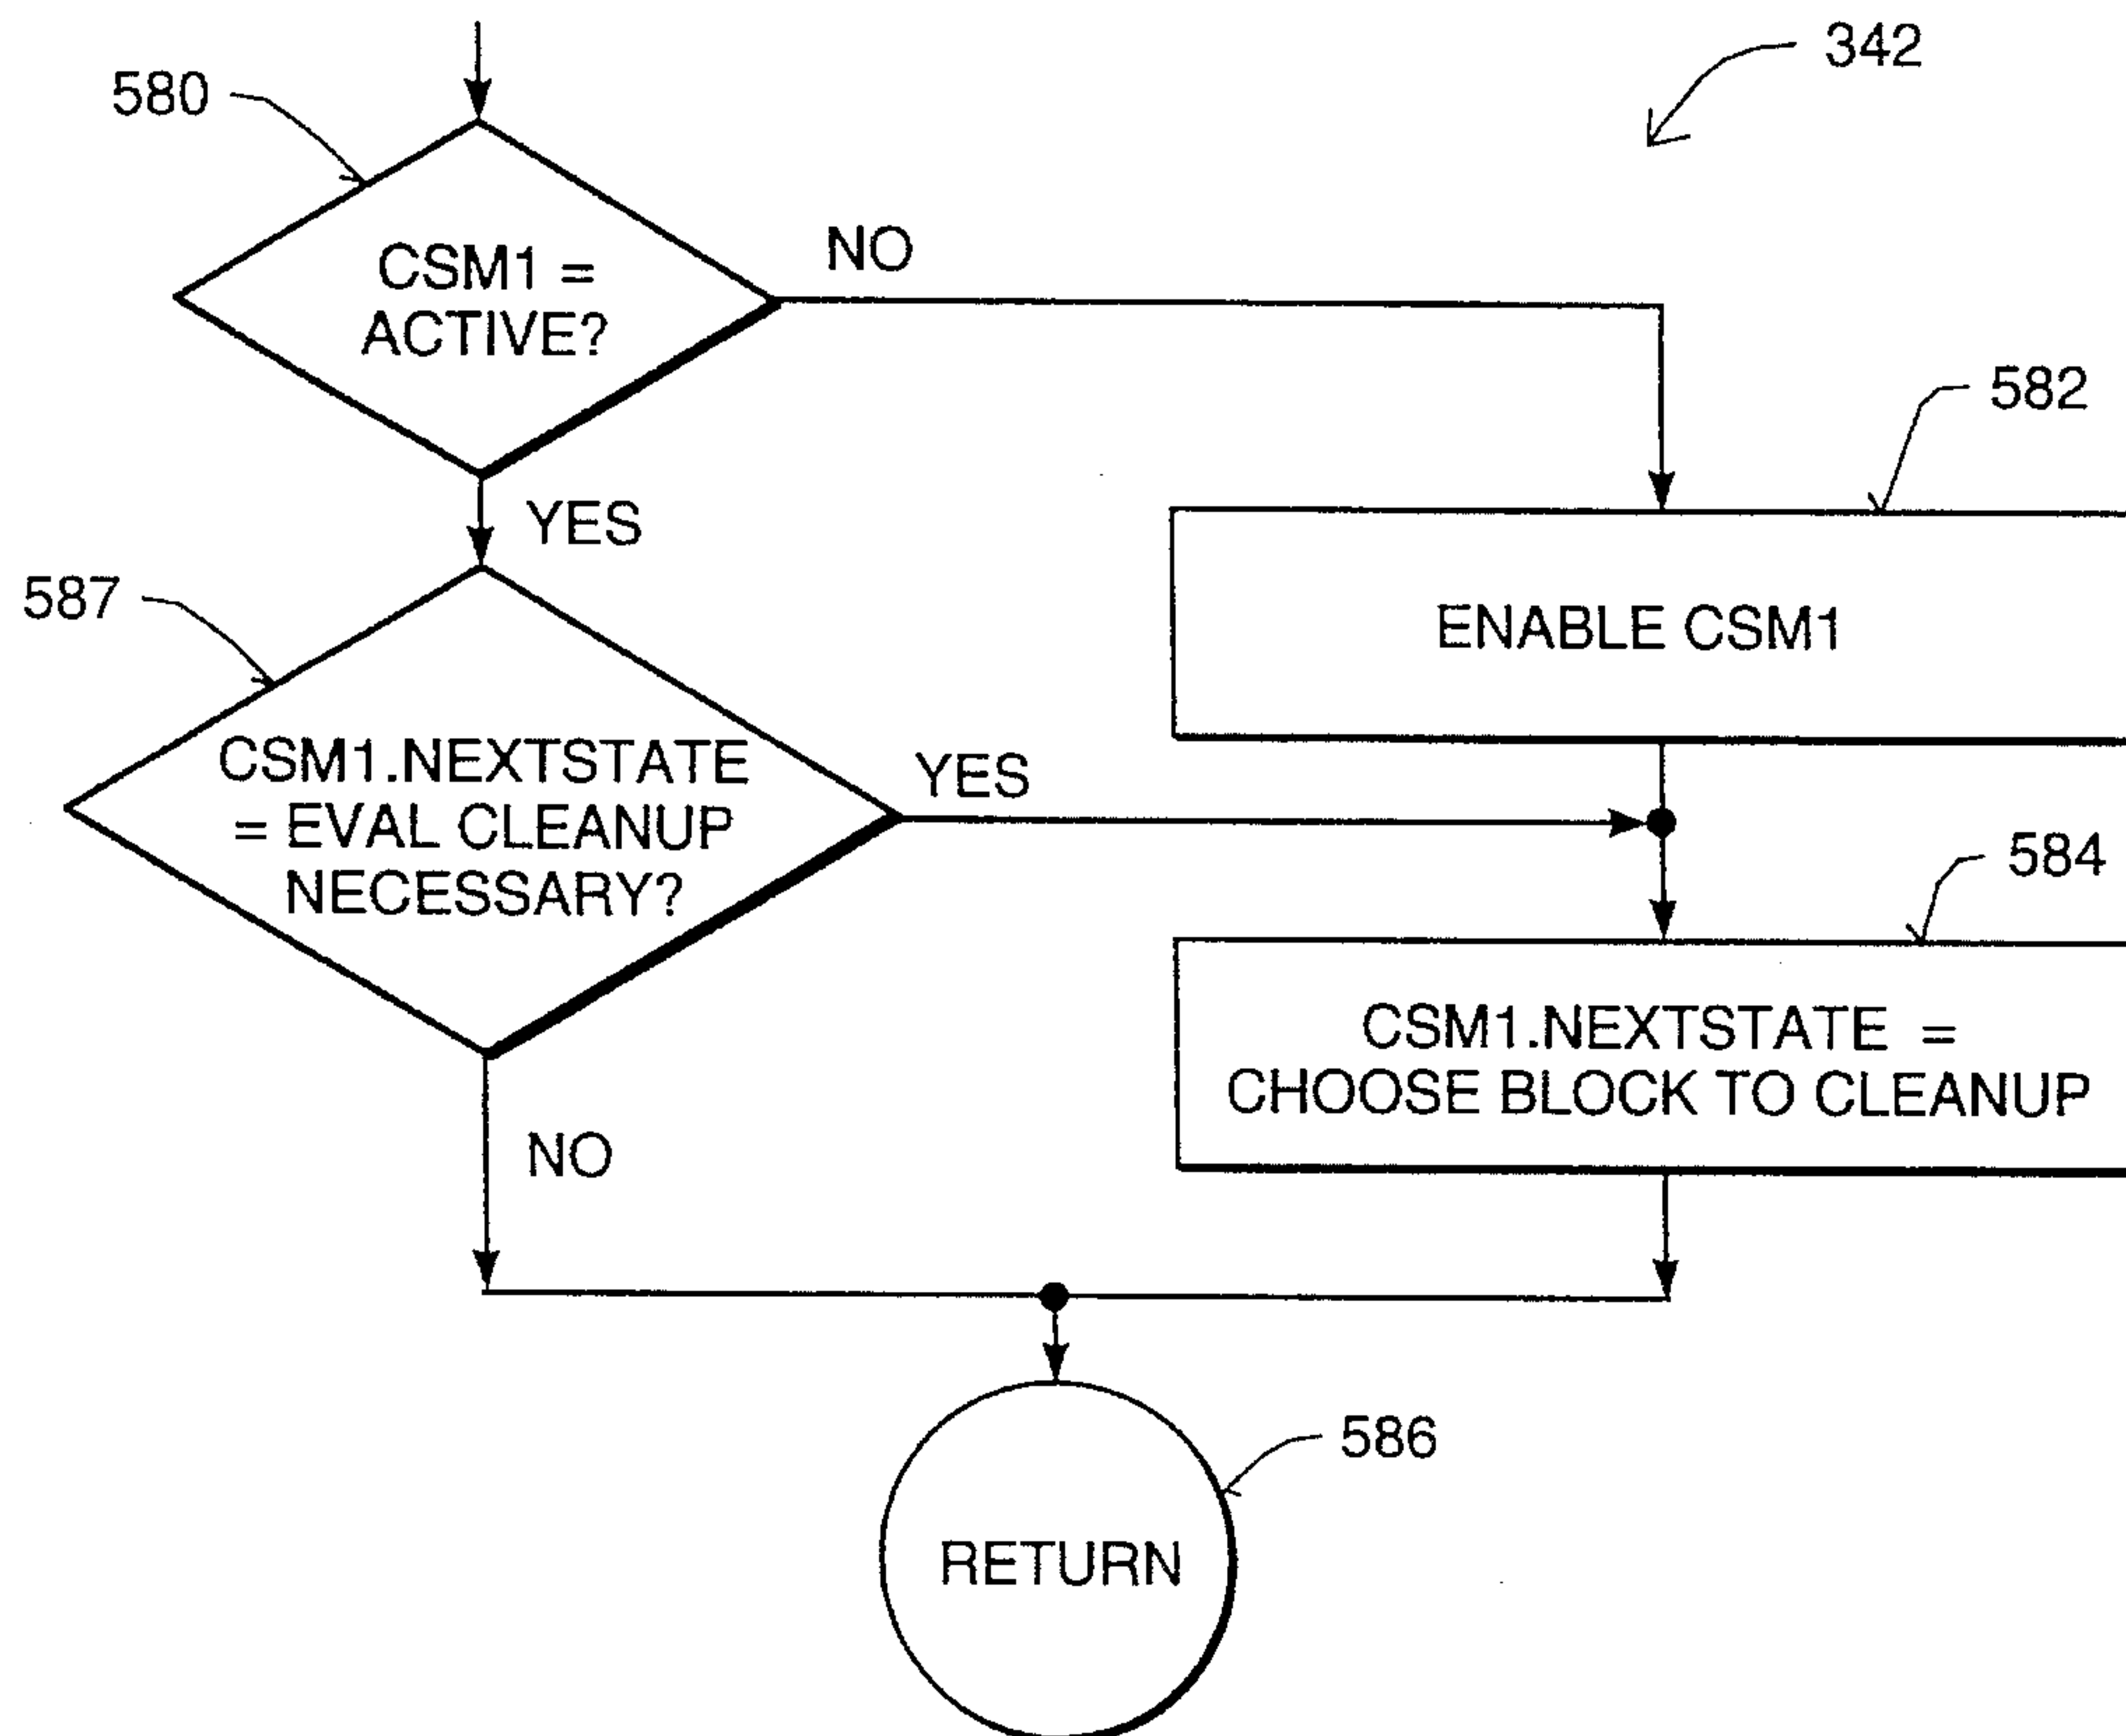 342
580
CSM1 =
ACTIVE?
NO
582
YES
587
ENABLE CSM1
CSM1.NEXTSTATE
= EVAL CLEANUP
NECESSARY?
YES
584
CSM1.NEXTSTATE =
CHOOSE BLOCK TO CLEANUP
NO
586
RETURN